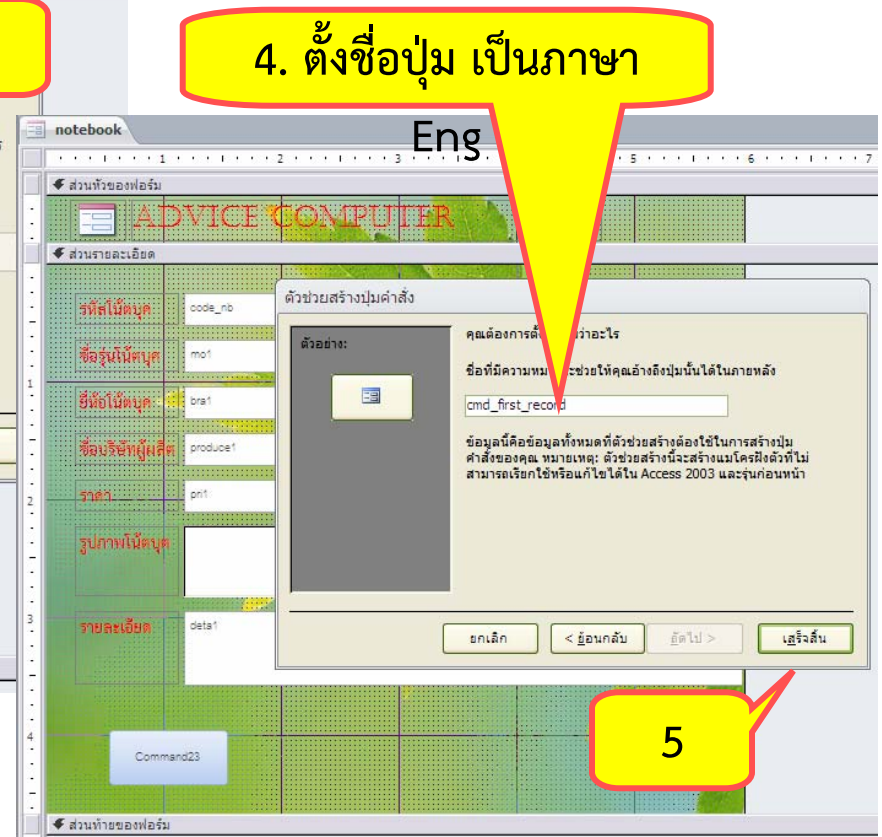 4. ตั้งชื่อปุ่ม เป็นภาษา
Eng
notebook
1 2 3 5 6 7
ส่วนหัวของฟอร์ม
ADVICE COMPUTER
ส่วนรายละเอียด
รหัสโน้ตบุค code_nb
ชื่อรุ่นโน้ตบุค mo1
1
ยี่ห้อโน้ตบุค bra1
ชื่อบริษัทผู้ผลิต produce1
2
ราคา pri1
รูปภาพโน้ตบุค
3
รายละเอียด deta1
ตัวช่วยสร้างปุ่มคำสั่ง
ตัวอย่าง:
คุณต้องการตั้ง ว่าอะไร
ชื่อที่มีความหม ะช่วยให้คุณอ้างถึงปุ่มนั้นได้ในภายหลัง
cmd_first_record
ข้อมูลนี้คือข้อมูลทั้งหมดที่ตัวช่วยสร้างต้องใช้ในการสร้างปุ่ม
คำสั่งของคุณ หมายเหตุ: ตัวช่วยสร้างนี้จะสร้างแมโครฝังตัวที่ไม่
สามารถเรียกใช้หรือแก้ไขได้ใน Access 2003 และรุ่นก่อนหน้า
ยกเลิก < ย้อนกลับ ถัดไป > เสร็จสิ้น
5
4
Command23
ส่วนท้ายของฟอร์ม